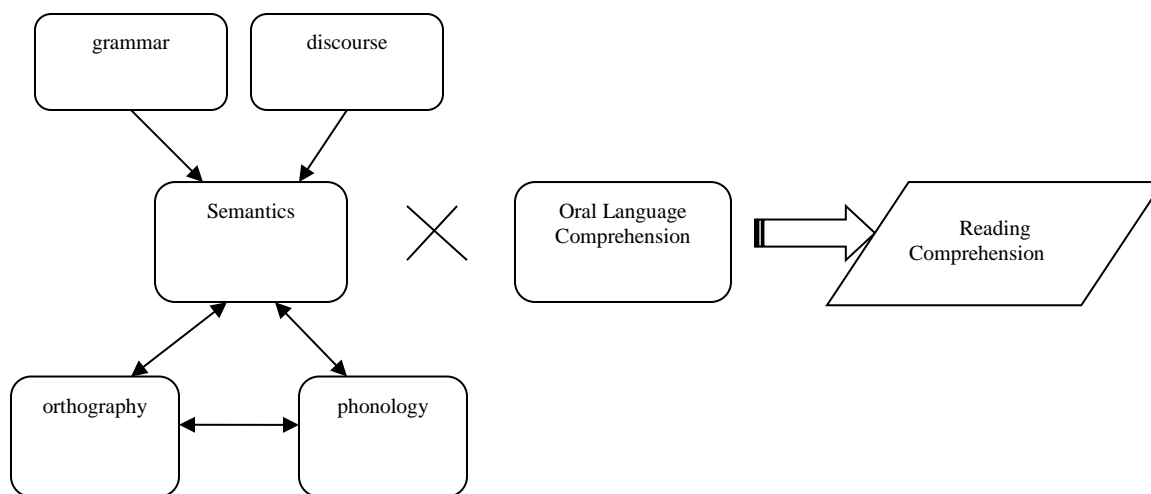 grammar
discourse
Semantics
Oral Language
Comprehension
Reading
Comprehension
orthography
phonology